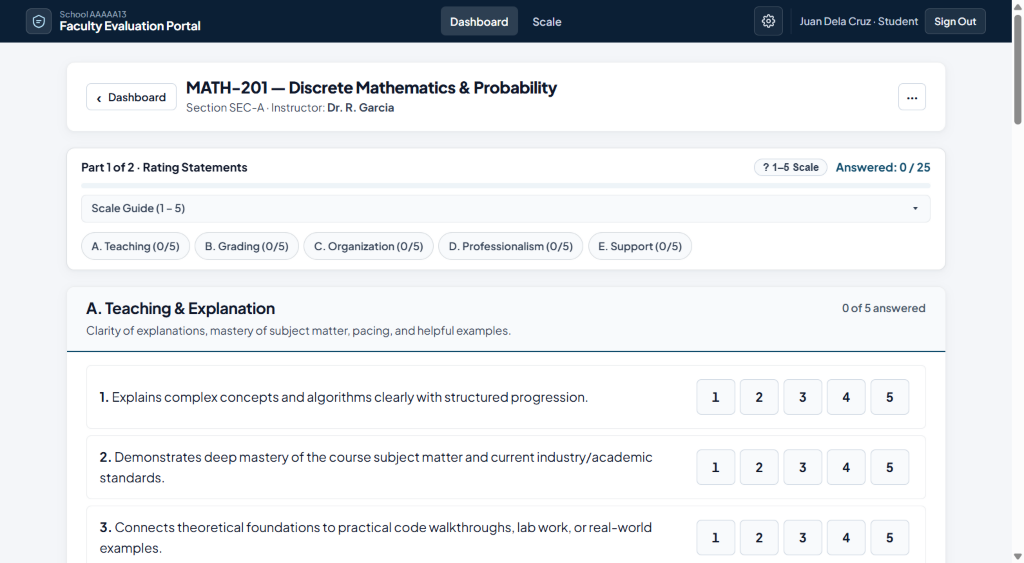 School AAAAA13
Faculty Evaluation Portal
Dashboard
Scale
Juan Dela Cruz · Student
Sign Out
‹ Dashboard
MATH-201 — Discrete Mathematics & Probability
Section SEC-A · Instructor: Dr. R. Garcia
...
Part 1 of 2 · Rating Statements
? 1–5 Scale
Answered: 0 / 25
Scale Guide (1 – 5)
A. Teaching (0/5)
B. Grading (0/5)
C. Organization (0/5)
D. Professionalism (0/5)
E. Support (0/5)
A. Teaching & Explanation
0 of 5 answered
Clarity of explanations, mastery of subject matter, pacing, and helpful examples.
1. Explains complex concepts and algorithms clearly with structured progression.
1 2 3 4 5
2. Demonstrates deep mastery of the course subject matter and current industry/academic
standards.
1 2 3 4 5
3. Connects theoretical foundations to practical code walkthroughs, lab work, or real-world
examples.
1 2 3 4 5